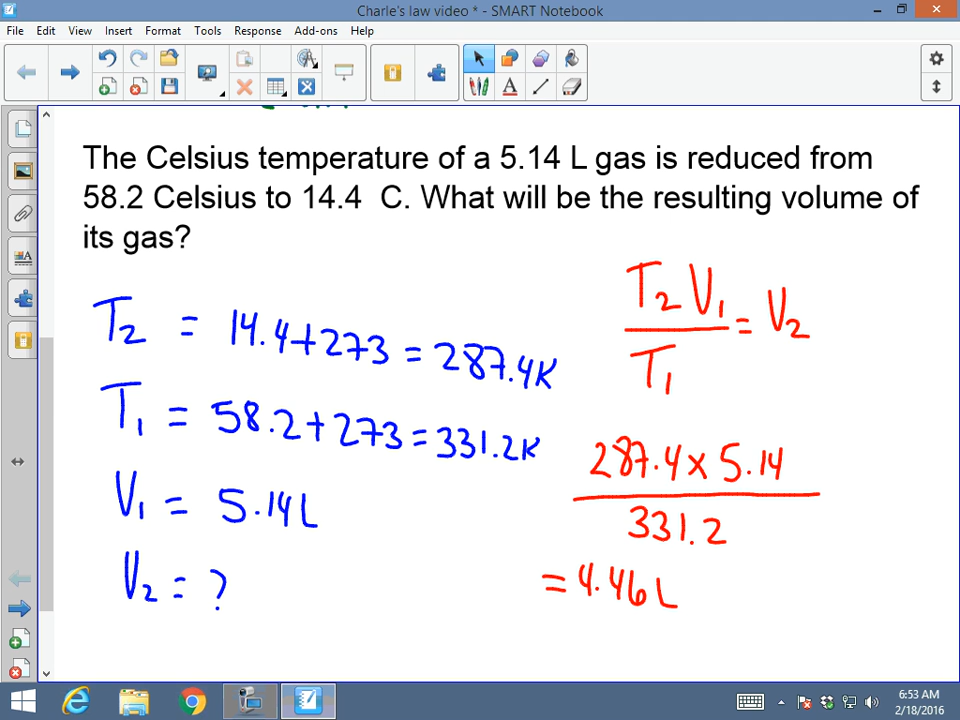 Charle's law video * - SMART Notebook
File Edit View Insert Format Tools Response Add-ons Help
The Celsius temperature of a 5.14 L gas is reduced from
58.2 Celsius to 14.4 C. What will be the resulting volume of
its gas?
T₂ = 14.4+273 = 287.4K
T₁ = 58.2+273=331.2K
V₁ = 5.14L
V₂ = ?
T₂ V₁
= V₂
T₁
287.4 x 5.14
331.2
= 4.46 L
6:53 AM
2/18/2016